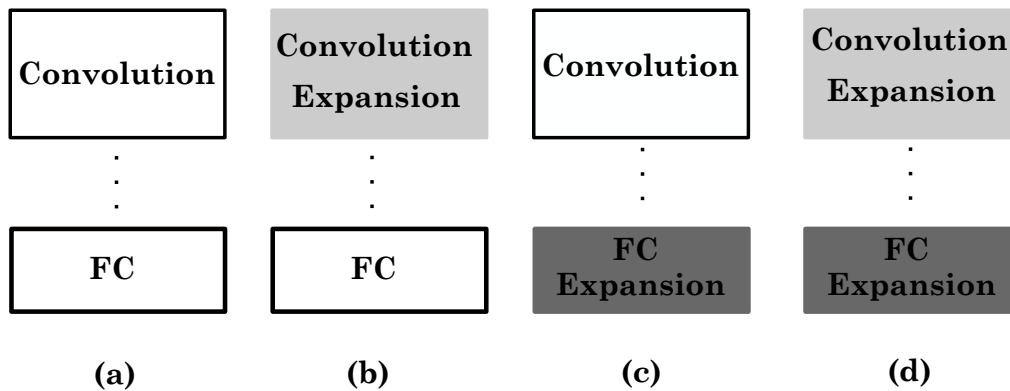 Convolution
Convolution
Expansion
Convolution
Convolution
Expansion
FC
FC
FC
Expansion
FC
Expansion
(a)
(b)
(c)
(d)